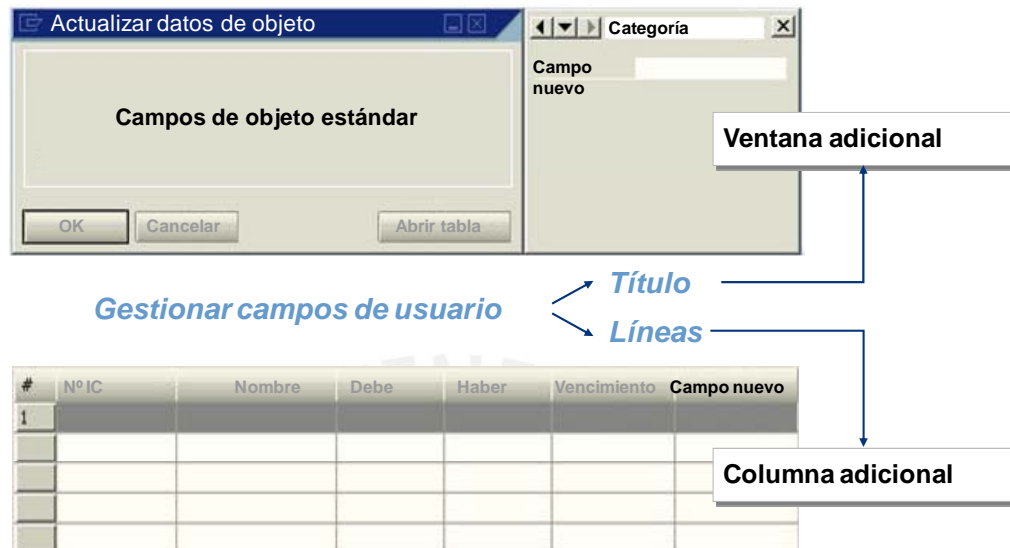 Actualizar datos de objeto
Categoría
Campo
nuevo
Campos de objeto estándar
Ventana adicional
OK
Cancelar
Abrir tabla
Título
Gestionar campos de usuario
Líneas
# Nº IC Nombre Debe Haber Vencimiento Campo nuevo
1
Columna adicional